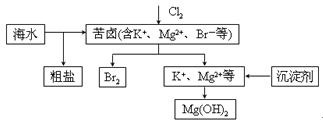 Cl₂
海水
苦卤(含K⁺、Mg²⁺、Br⁻等)
粗盐
Br₂
K⁺、Mg²⁺等
沉淀剂
Mg(OH)₂